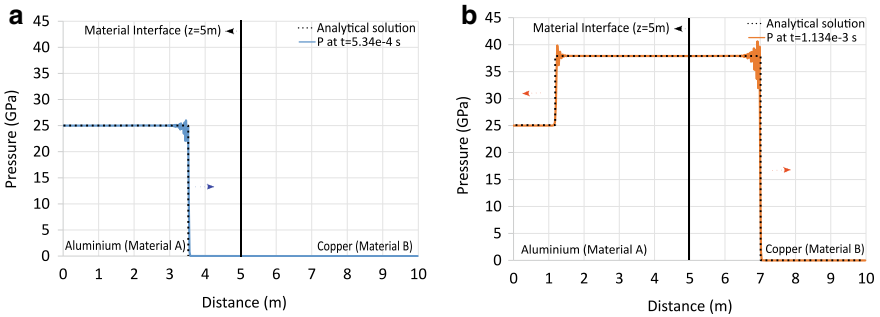 a
Material Interface (z=5m)
Analytical solution
P at t=5.34e-4 s
Pressure (GPa)
45
40
35
30
25
20
15
10
5
0
Aluminium (Material A)
Copper (Material B)
0 1 2 3 4 5 6 7 8 9 10
Distance (m)
b
Material Interface (z=5m)
Analytical solution
P at t=1.134e-3 s
Pressure (GPa)
45
40
35
30
25
20
15
10
5
0
Aluminium (Material A)
Copper (Material B)
0 1 2 3 4 5 6 7 8 9 10
Distance (m)